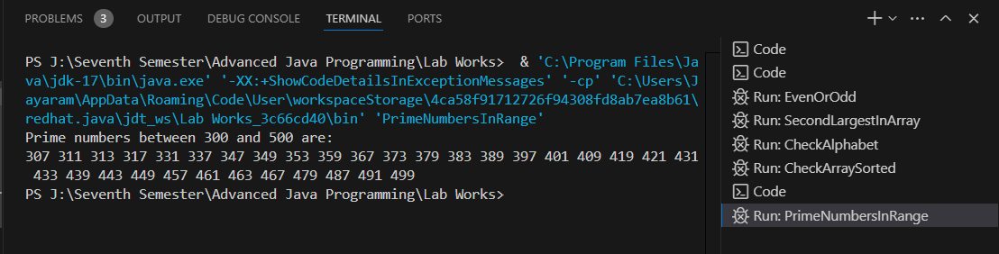 PROBLEMS 3 OUTPUT DEBUG CONSOLE TERMINAL PORTS
PS J:\Seventh Semester\Advanced Java Programming\Lab Works>  & 'C:\Program Files\Ja
va\jdk-17\bin\java.exe' '-XX:+ShowCodeDetailsInExceptionMessages' '-cp' 'C:\Users\J
ayaram\AppData\Roaming\Code\User\workspaceStorage\4ca58f91712726f94308fd8ab7ea8b61\
redhat.java\jdt_ws\Lab Works_3c66cd40\bin' 'PrimeNumbersInRange'
Prime numbers between 300 and 500 are:
307 311 313 317 331 337 347 349 353 359 367 373 379 383 389 397 401 409 419 421 431
 433 439 443 449 457 461 463 467 479 487 491 499
PS J:\Seventh Semester\Advanced Java Programming\Lab Works>
Code
Code
Run: EvenOrOdd
Run: SecondLargestInArray
Run: CheckAlphabet
Run: CheckArraySorted
Code
Run: PrimeNumbersInRange